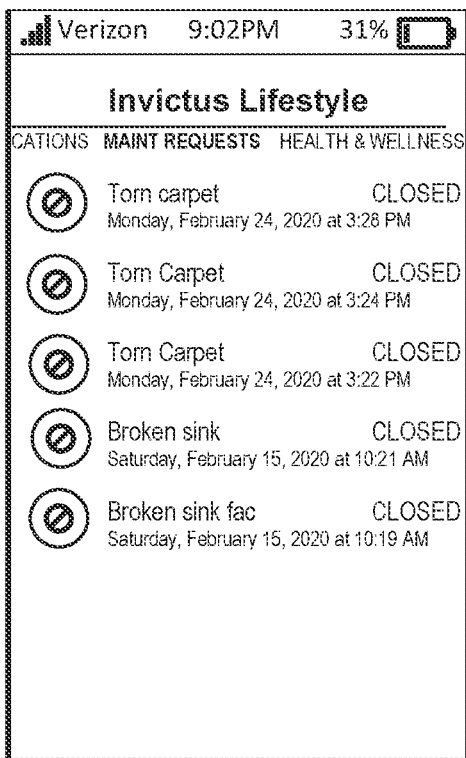 Verizon 9:02PM 31%
Invictus Lifestyle
CATIONS MAINT REQUESTS HEALTH & WELLNESS
Torn carpet CLOSED
Monday, February 24, 2020 at 3:28 PM
Torn Carpet CLOSED
Monday, February 24, 2020 at 3:24 PM
Torn Carpet CLOSED
Monday, February 24, 2020 at 3:22 PM
Broken sink CLOSED
Saturday, February 15, 2020 at 10:21 AM
Broken sink fac CLOSED
Saturday, February 15, 2020 at 10:19 AM